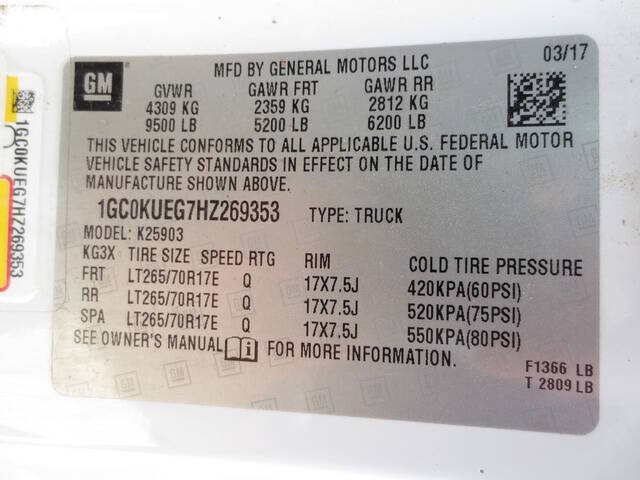 GM
MFD BY GENERAL MOTORS LLC
03/17
GVWR GAWR FRT GAWR RR
4309 KG 2359 KG 2812 KG
9500 LB 5200 LB 6200 LB
THIS VEHICLE CONFORMS TO ALL APPLICABLE U.S. FEDERAL MOTOR
VEHICLE SAFETY STANDARDS IN EFFECT ON THE DATE OF
MANUFACTURE SHOWN ABOVE.
1GC0KUEG7HZ269353 TYPE: TRUCK
MODEL: K25903
KG3X TIRE SIZE SPEED RTG RIM COLD TIRE PRESSURE
FRT LT265/70R17E Q 17X7.5J 420KPA(60PSI)
RR LT265/70R17E Q 17X7.5J 520KPA(75PSI)
SPA LT265/70R17E Q 17X7.5J 550KPA(80PSI)
SEE OWNER'S MANUAL i FOR MORE INFORMATION.
F1366 LB
T 2809 LB
1GC0KUEG7HZ269353